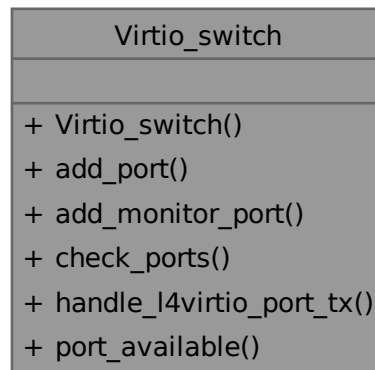 Virtio_switch
+ Virtio_switch()
+ add_port()
+ add_monitor_port()
+ check_ports()
+ handle_l4virtio_port_tx()
+ port_available()